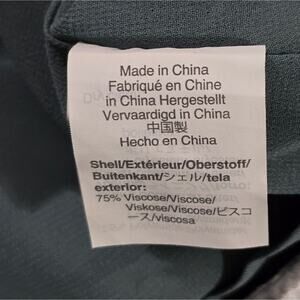 Made in China
Fabriqué en Chine
in China Hergestellt
Vervaardigd in China
中国製
Hecho en China
Shell/Extérieur/Oberstoff/
Buitenkant/シェル/tela
exterior:
75% Viscose/Viscose/
Viskose/Viscose/ビスコ
ース/viscosa